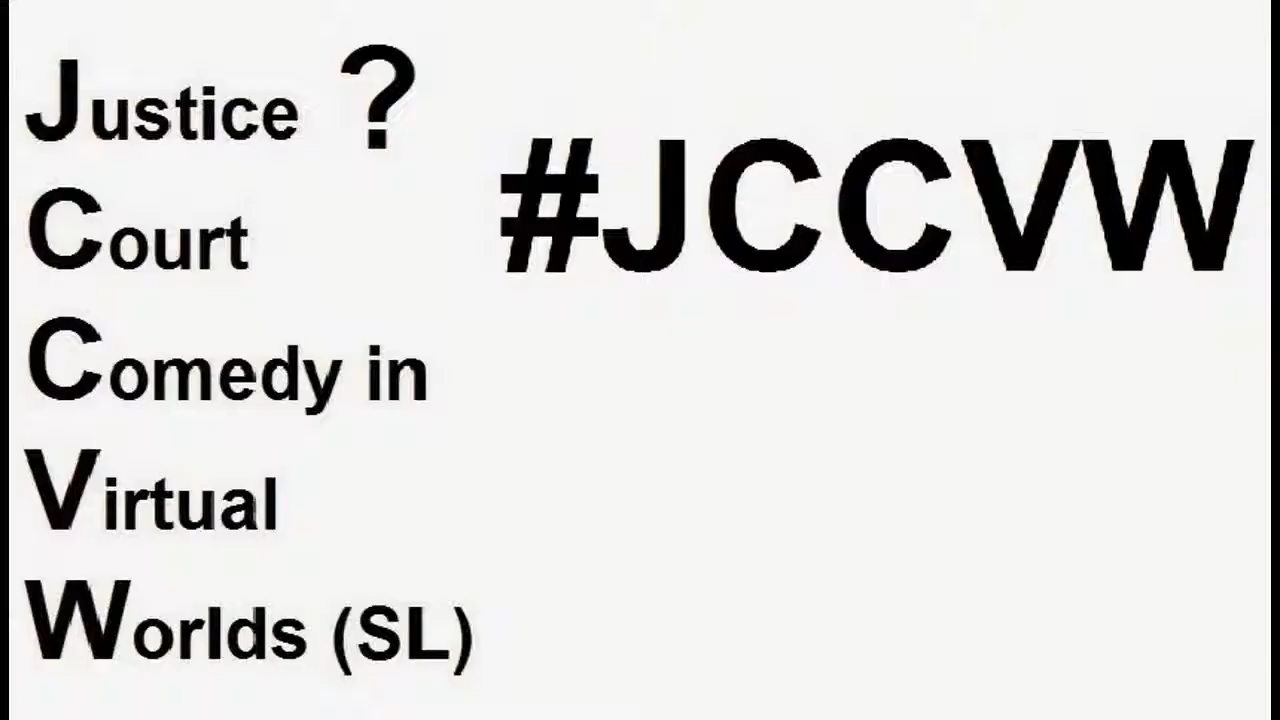 Justice ?
#JCCVW
Court
Comedy in
Virtual
Worlds (SL)